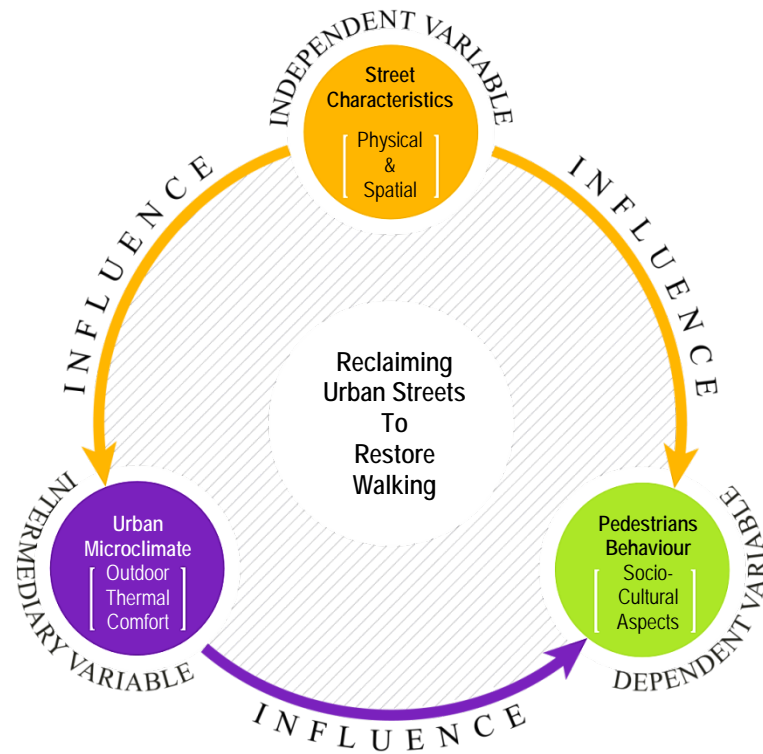 INDEPENDENT VARIABLE
Street
Characteristics
Physical
&
Spatial
INFLUENCE
INFLUENCE
Reclaiming
Urban Streets
To
Restore
Walking
INTERMEDIARY VARIABLE
Urban
Microclimate
Outdoor
Thermal
Comfort
Pedestrians
Behaviour
Socio-
Cultural
Aspects
DEPENDENT VARIABLE
INFLUENCE